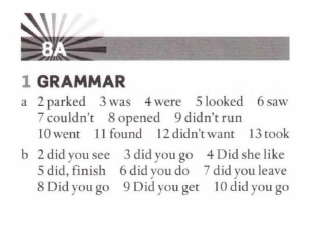 8A
1 GRAMMAR
a 2 parked 3 was 4 were 5 looked 6 saw
7 couldn't 8 opened 9 didn't run
10 went 11 found 12 didn't want 13 took
b 2 did you see 3 did you go 4 Did she like
5 did, finish 6 did you do 7 did you leave
8 Did you go 9 Did you get 10 did you go